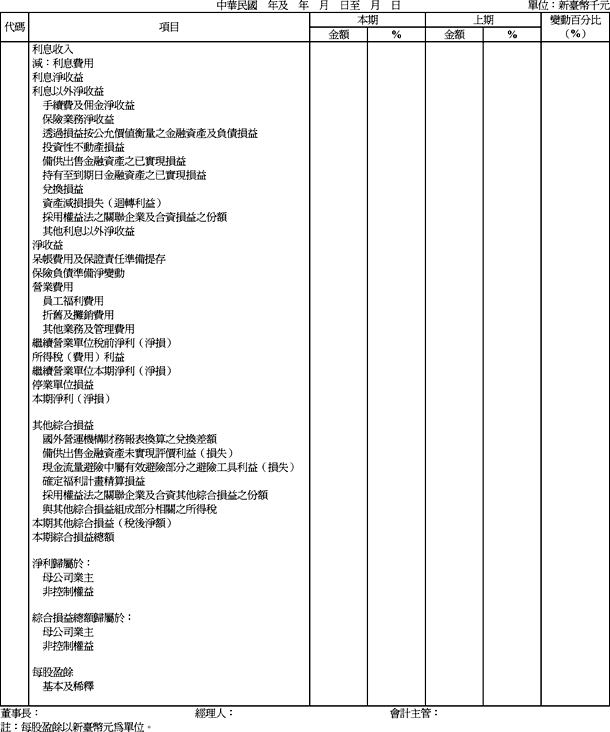 中華民國　年及　年　月　日至　月　日　單位：新臺幣千元
代碼　項目　本期　上期　變動百分比（%）
金額　%　金額　%
利息收入
減：利息費用
利息淨收益
利息以外淨收益
手續費及佣金淨收益
保險業務淨收益
透過損益按公允價值衡量之金融資產及負債損益
投資性不動產損益
備供出售金融資產之已實現損益
持有至到期日金融資產之已實現損益
兌換損益
資產減損損失（迴轉利益）
採用權益法之關聯企業及合資損益之份額
其他利息以外淨收益
淨收益
呆帳費用及保證責任準備提存
保險負債準備淨變動
營業費用
員工福利費用
折舊及攤銷費用
其他業務及管理費用
繼續營業單位稅前淨利（淨損）
所得稅（費用）利益
繼續營業單位本期淨利（淨損）
停業單位損益
本期淨利（淨損）
其他綜合損益
國外營運機構財務報表換算之兌換差額
備供出售金融資產未實現評價利益（損失）
現金流量避險中屬有效避險部分之避險工具利益（損失）
確定福利計畫精算損益
採用權益法之關聯企業及合資其他綜合損益之份額
與其他綜合損益組成部分相關之所得稅
本期其他綜合損益（稅後淨額）
本期綜合損益總額
淨利歸屬於：
母公司業主
非控制權益
綜合損益總額歸屬於：
母公司業主
非控制權益
每股盈餘
基本及稀釋
董事長：　經理人：　會計主管：
註：每股盈餘以新臺幣元為單位。